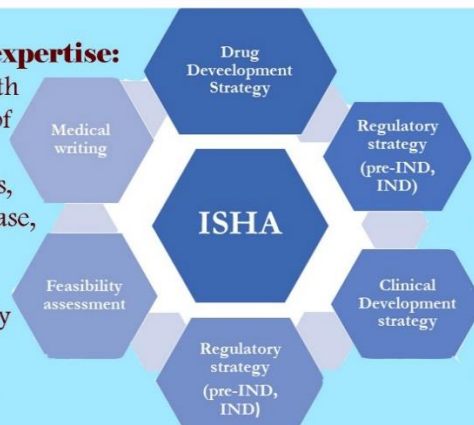 expertise:
th
of
s,
ase,
y
Drug
Deveelopment
Strategy
Regulatory
strategy
(pre-IND,
IND)
Clinical
Development
strategy
Regulatory
strategy
(pre-IND,
IND)
Feasibility
assessment
Medical
writing
ISHA